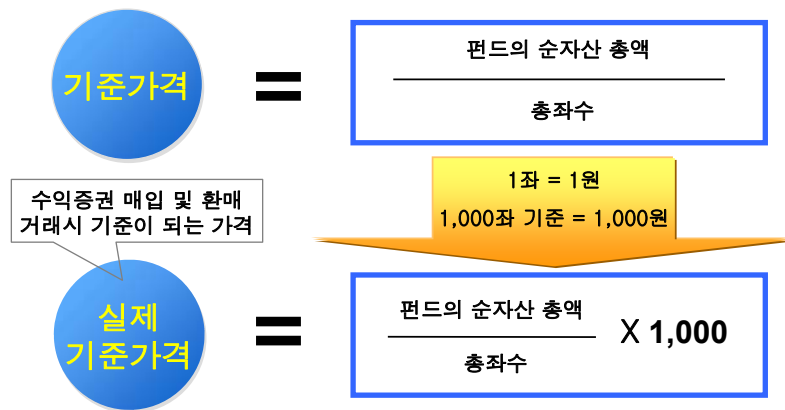 기준가격
=
펀드의 순자산 총액
총좌수
1좌 = 1원
1,000좌 기준 = 1,000원
수익증권 매입 및 환매
거래시 기준이 되는 가격
실제
기준가격
=
펀드의 순자산 총액
총좌수
X 1,000